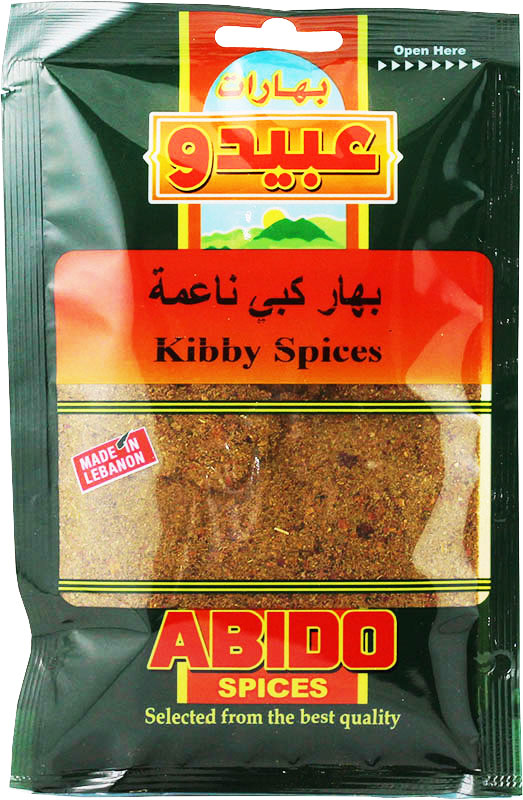 Open Here
بهارات
عبيدو
بهار كبي ناعمة
Kibby Spices
MADE IN
LEBANON
ABIDO
SPICES
Selected from the best quality